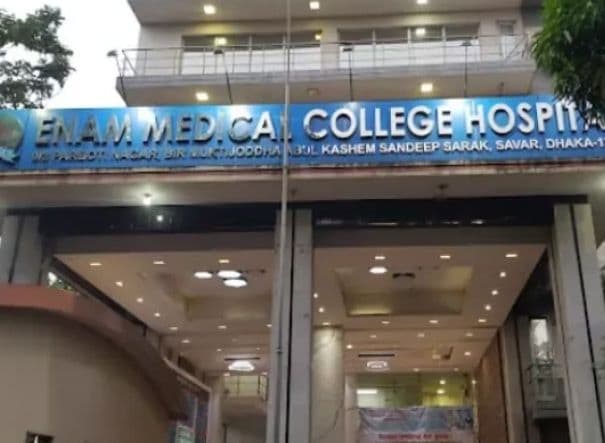 ENAM MEDICAL COLLEGE HOSPITA
PARBOTI NAGAR, BIR MUKTIJODDHA ABUL KASHEM SANDEEP SARAK, SAVAR, DHAKA-1